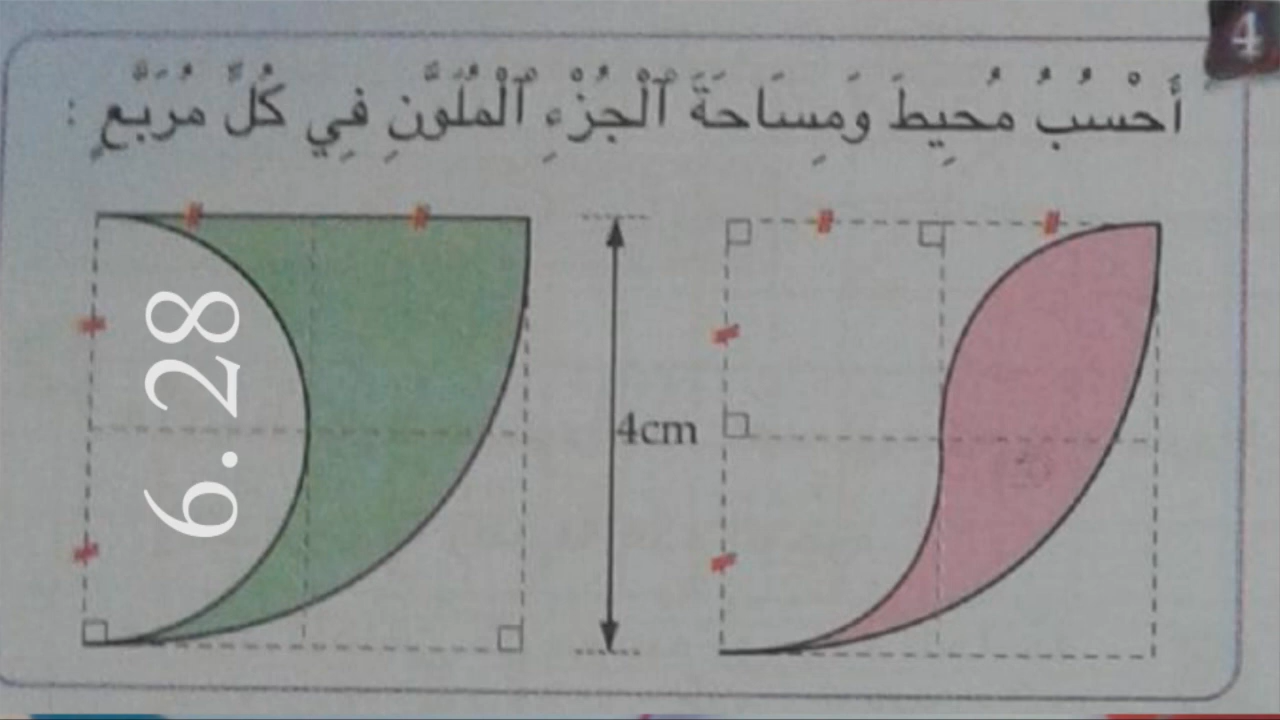 4
أَحْسُبُ مُحِيطَ وَمِسَاحَةَ ٱلْجُزْءِ ٱلْمُلَوَّنِ فِي كُلِّ مُرَبَّعٍ :
6.28
4cm